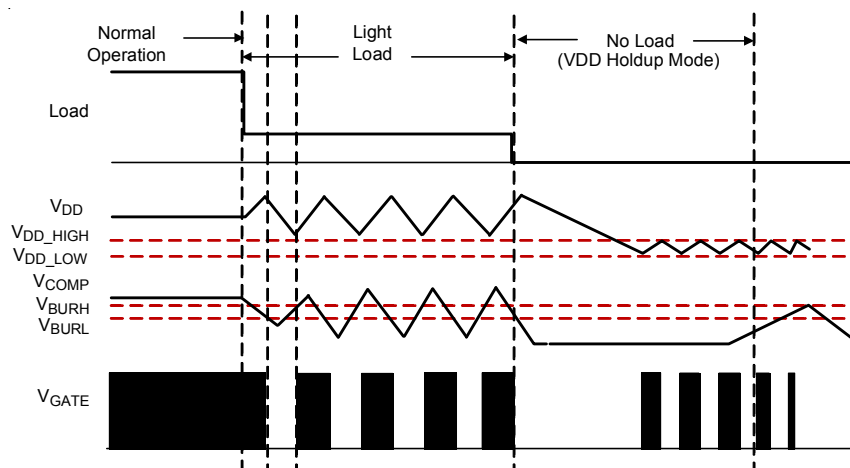 Normal
Operation
Light
Load
No Load
(VDD Holdup Mode)
Load
VDD
VDD_HIGH
VDD_LOW
VCOMP
VBURH
VBURL
VGATE